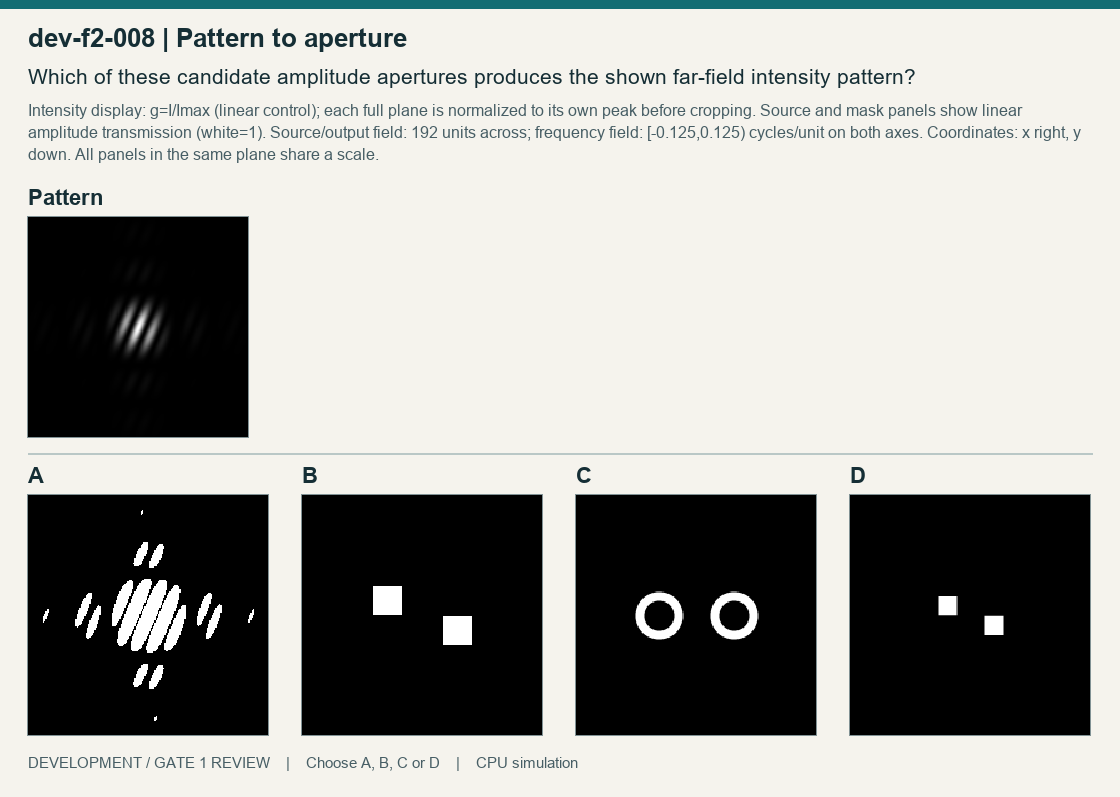 dev-f2-008 | Pattern to aperture
Which of these candidate amplitude apertures produces the shown far-field intensity pattern?
Intensity display: g=I/Imax (linear control); each full plane is normalized to its own peak before cropping. Source and mask panels show linear
amplitude transmission (white=1). Source/output field: 192 units across; frequency field: [-0.125,0.125) cycles/unit on both axes. Coordinates: x right, y
down. All panels in the same plane share a scale.
Pattern
A
B
C
D
DEVELOPMENT / GATE 1 REVIEW | Choose A, B, C or D | CPU simulation